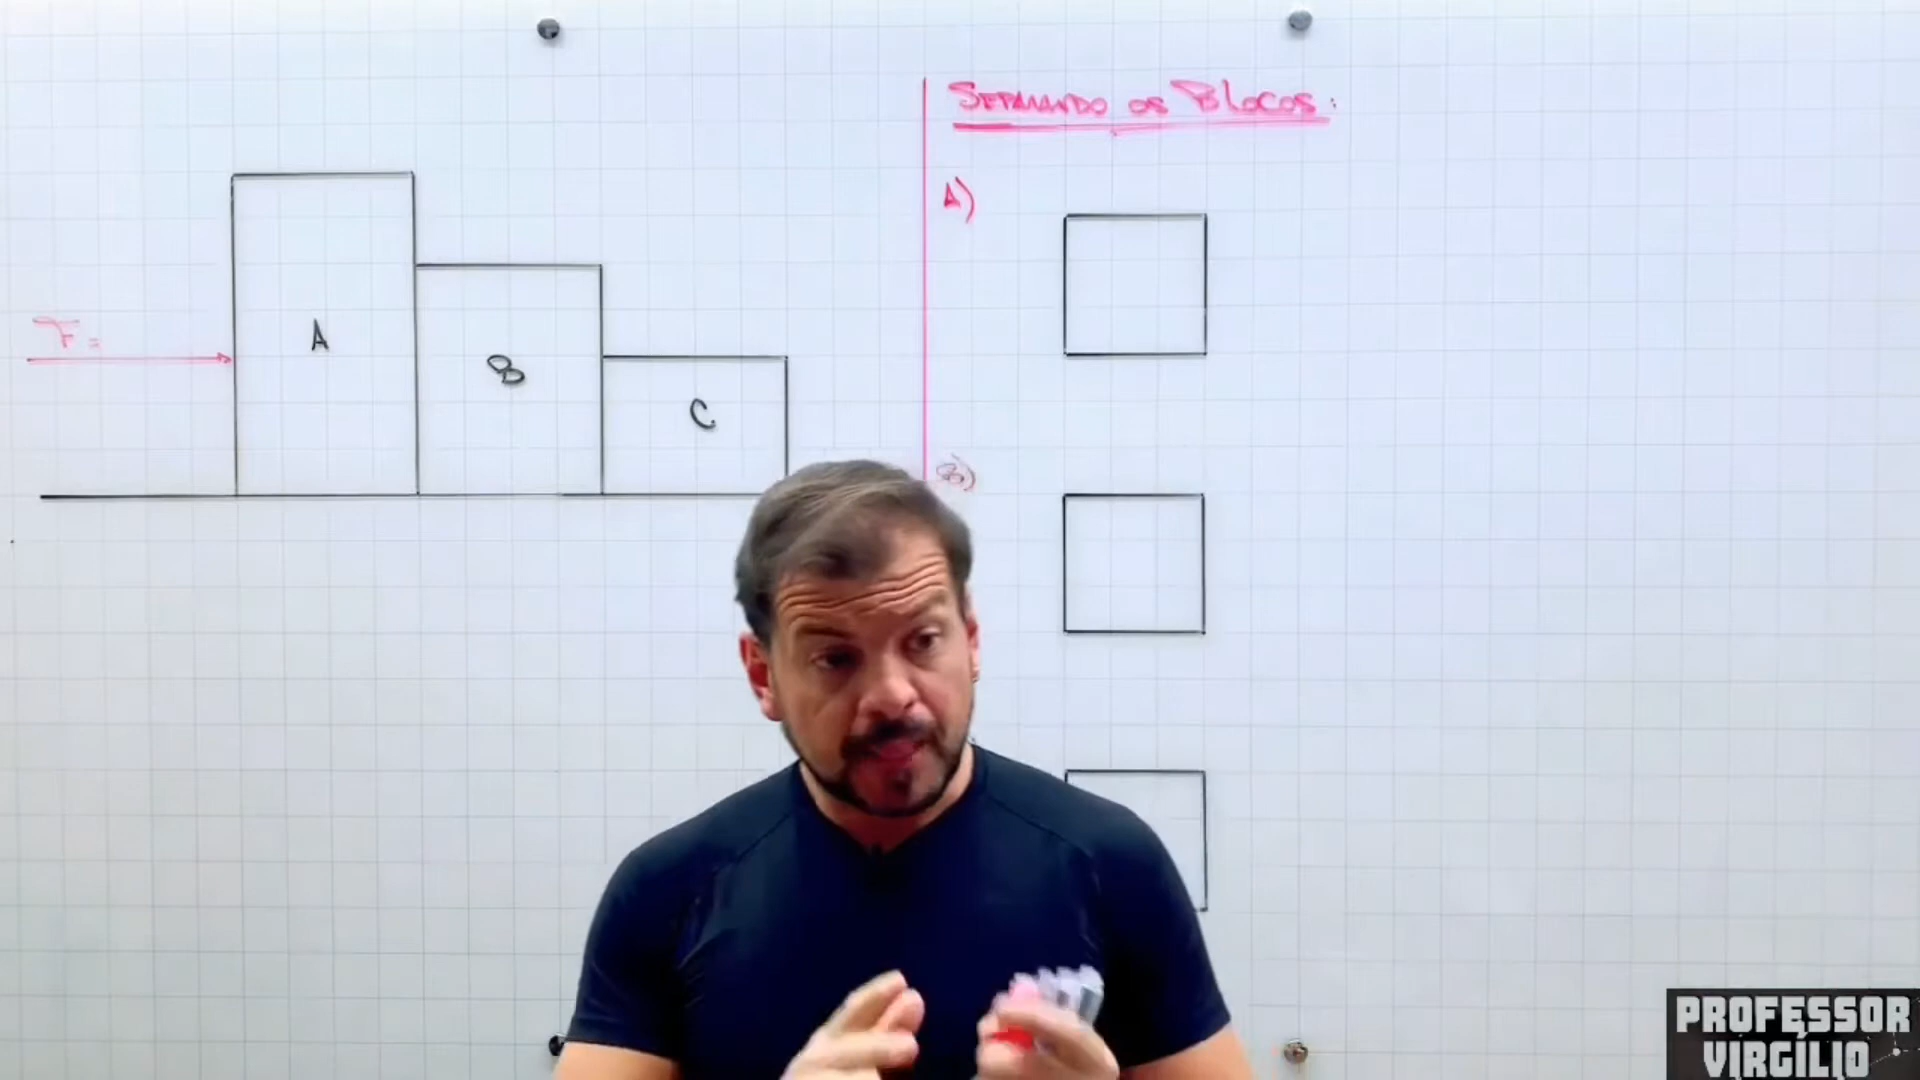 F =
A
B
C
SEPARANDO OS BLOCOS:
A)
B)
PROFESSOR
VIRGÍLIO